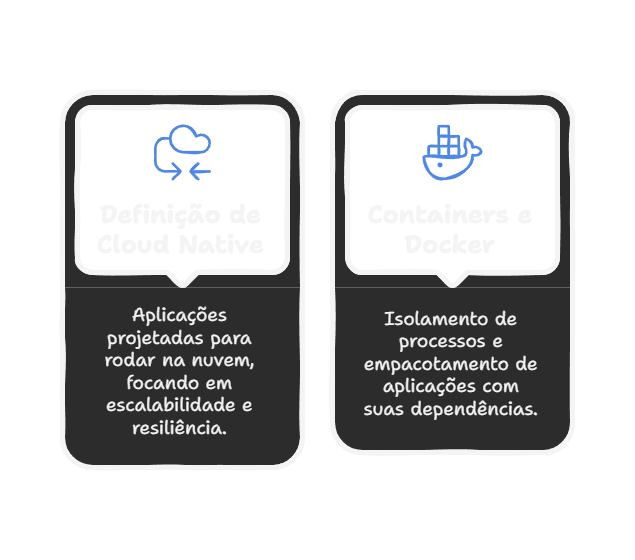 Definição de
Cloud Native
Aplicações
projetadas para
rodar na nuvem,
focando em
escalabilidade e
resiliência.
Containers e
Docker
Isolamento de
processos e
empacotamento de
aplicações com
suas dependências.